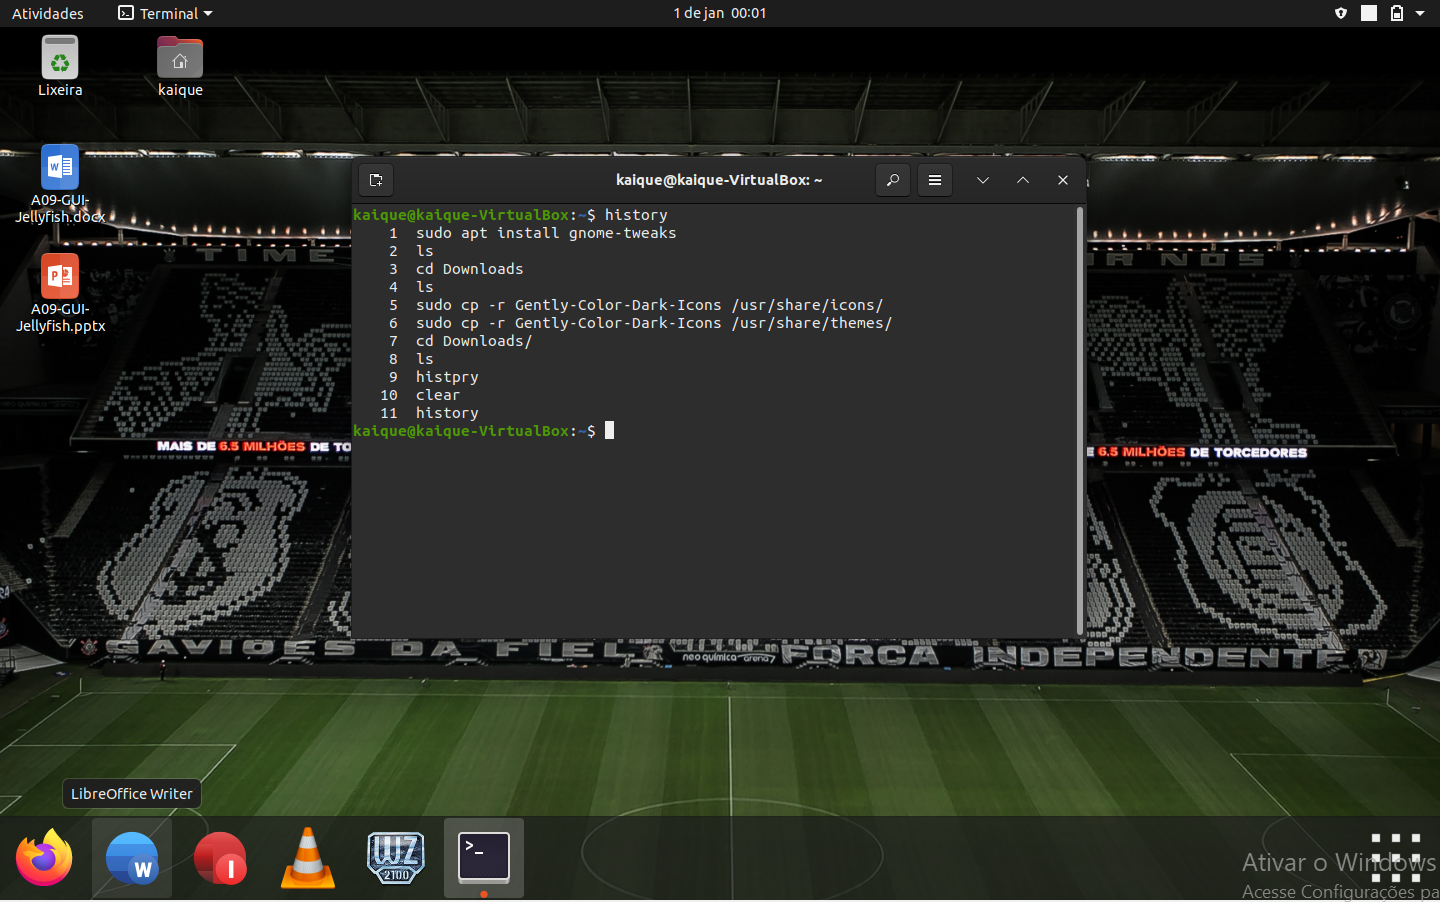 Atividades
Terminal
1 de jan 00:01
Lixeira
kaique
A09-GUI-
Jellyfish.docx
A09-GUI-
Jellyfish.pptx
kaique@kaique-VirtualBox: ~
kaique@kaique-VirtualBox:~$ history
1 sudo apt install gnome-tweaks
2 ls
3 cd Downloads
4 ls
5 sudo cp -r Gently-Color-Dark-Icons /usr/share/icons/
6 sudo cp -r Gently-Color-Dark-Icons /usr/share/themes/
7 cd Downloads/
8 ls
9 histpry
10 clear
11 history
kaique@kaique-VirtualBox:~$
TIME
MAIS DE 6.5 MILHÕES DE TO
E 6.5 MILHÕES DE TORCEDORES
GAVIOES DA FIEL
neo química arena
FORCA INDEPENDENTE
LibreOffice Writer
W
I
WZ
2100
>_
Ativar o Windows
Acesse Configurações pa